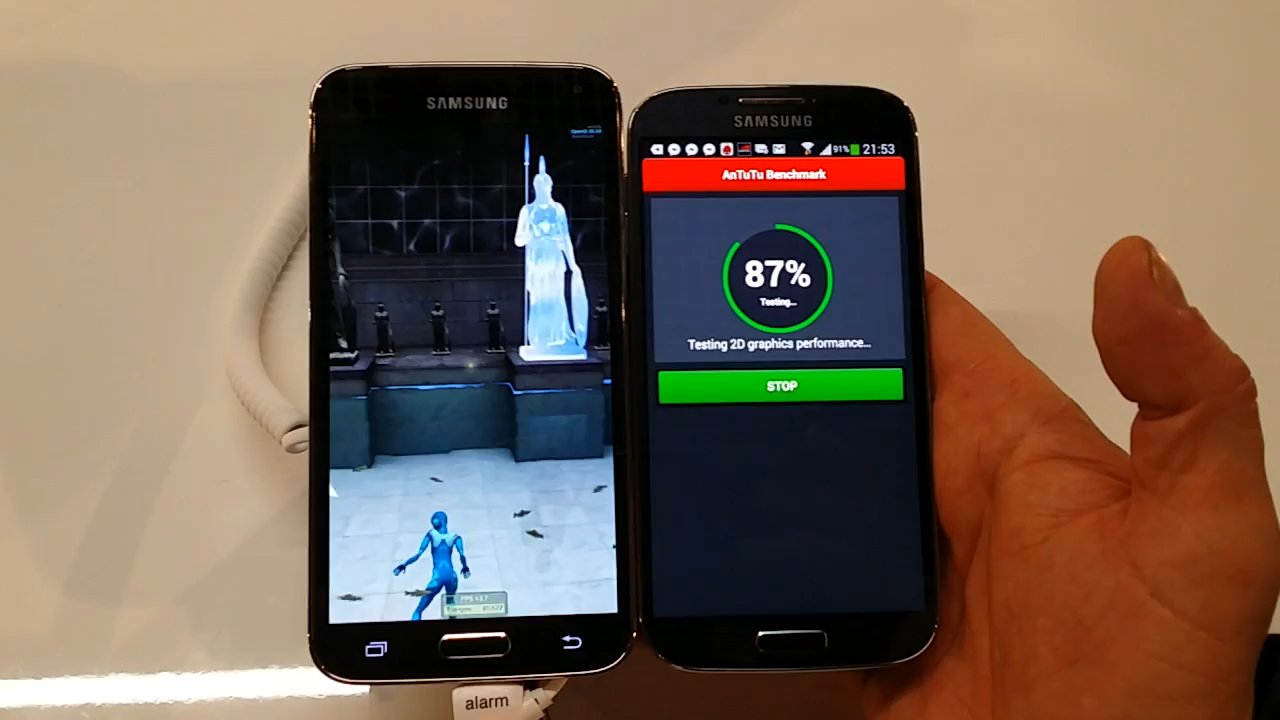 SAMSUNG
SAMSUNG
91% 21:53
AnTuTu Benchmark
87%
Testing...
Testing 2D graphics performance...
STOP
alarm